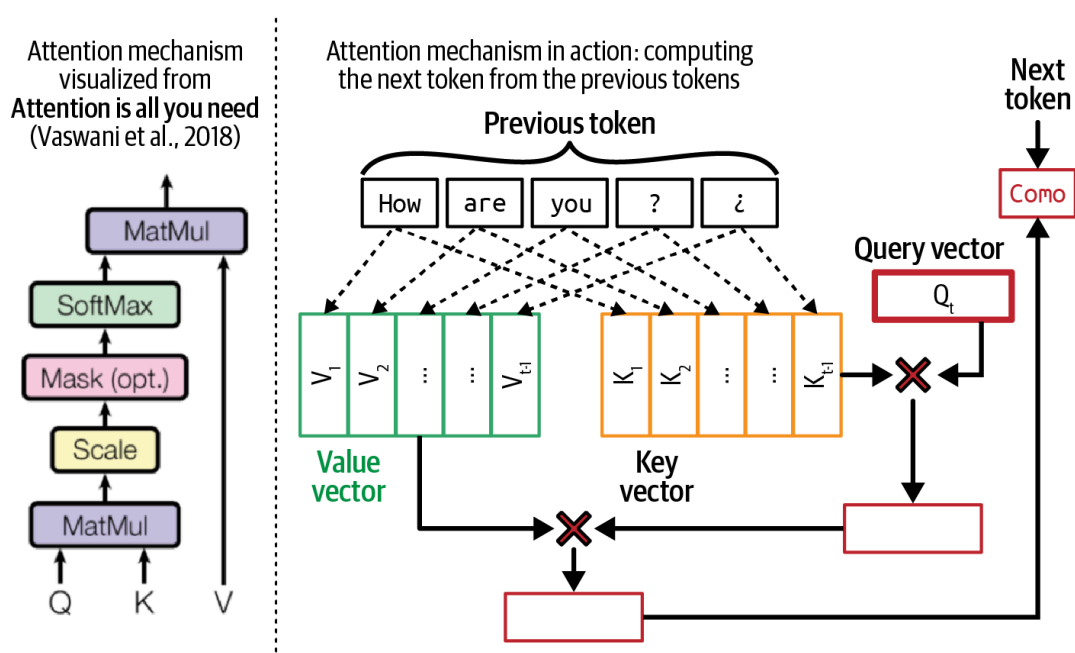 Attention mechanism
visualized from
Attention is all you need
(Vaswani et al., 2018)
MatMul
SoftMax
Mask (opt.)
Scale
MatMul
Q K V
Attention mechanism in action: computing
the next token from the previous tokens
Previous token
How are you ? ¿
Next
token
Como
Query vector
Qt
V1 V2 ... ... Vt-1
K1 K2 ... ... Kt-1
Value
vector
Key
vector